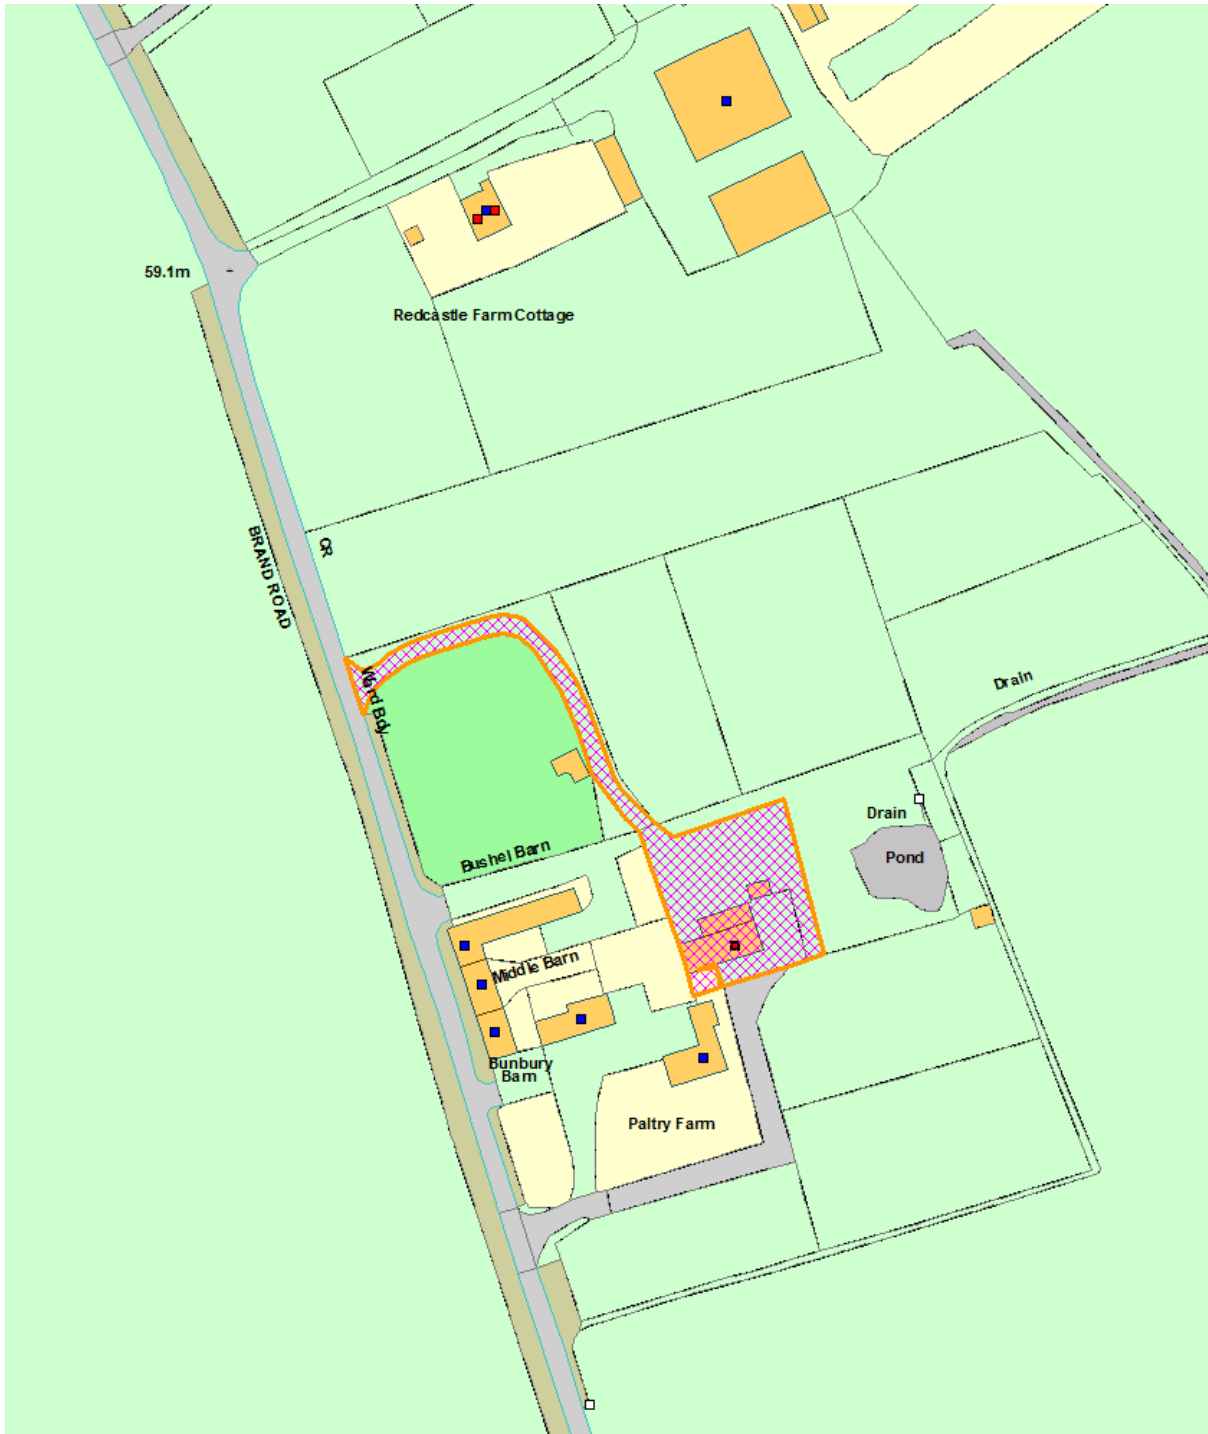 59.1m
Redcastle Farm Cottage
BRAND ROAD
CR
Ward Bdy
Drain
Drain
Pond
Bushel Barn
Middle Barn
Bunbury
Barn
Paltry Farm